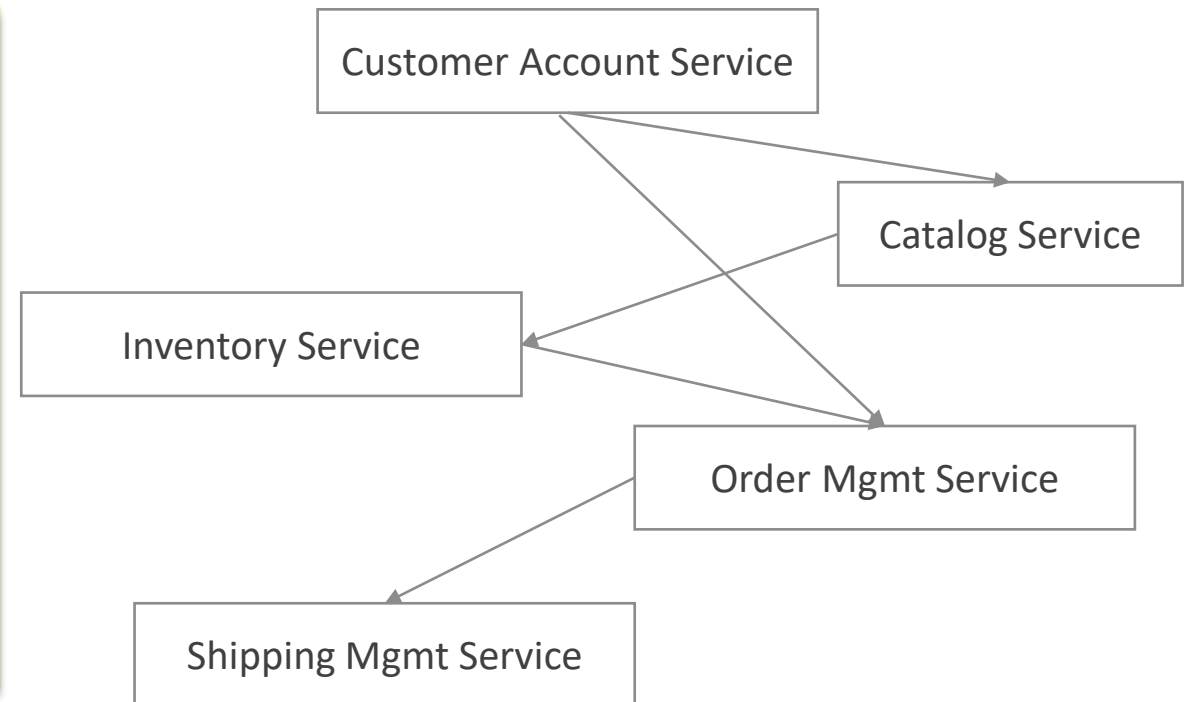 Customer Account Service
Catalog Service
Inventory Service
Order Mgmt Service
Shipping Mgmt Service